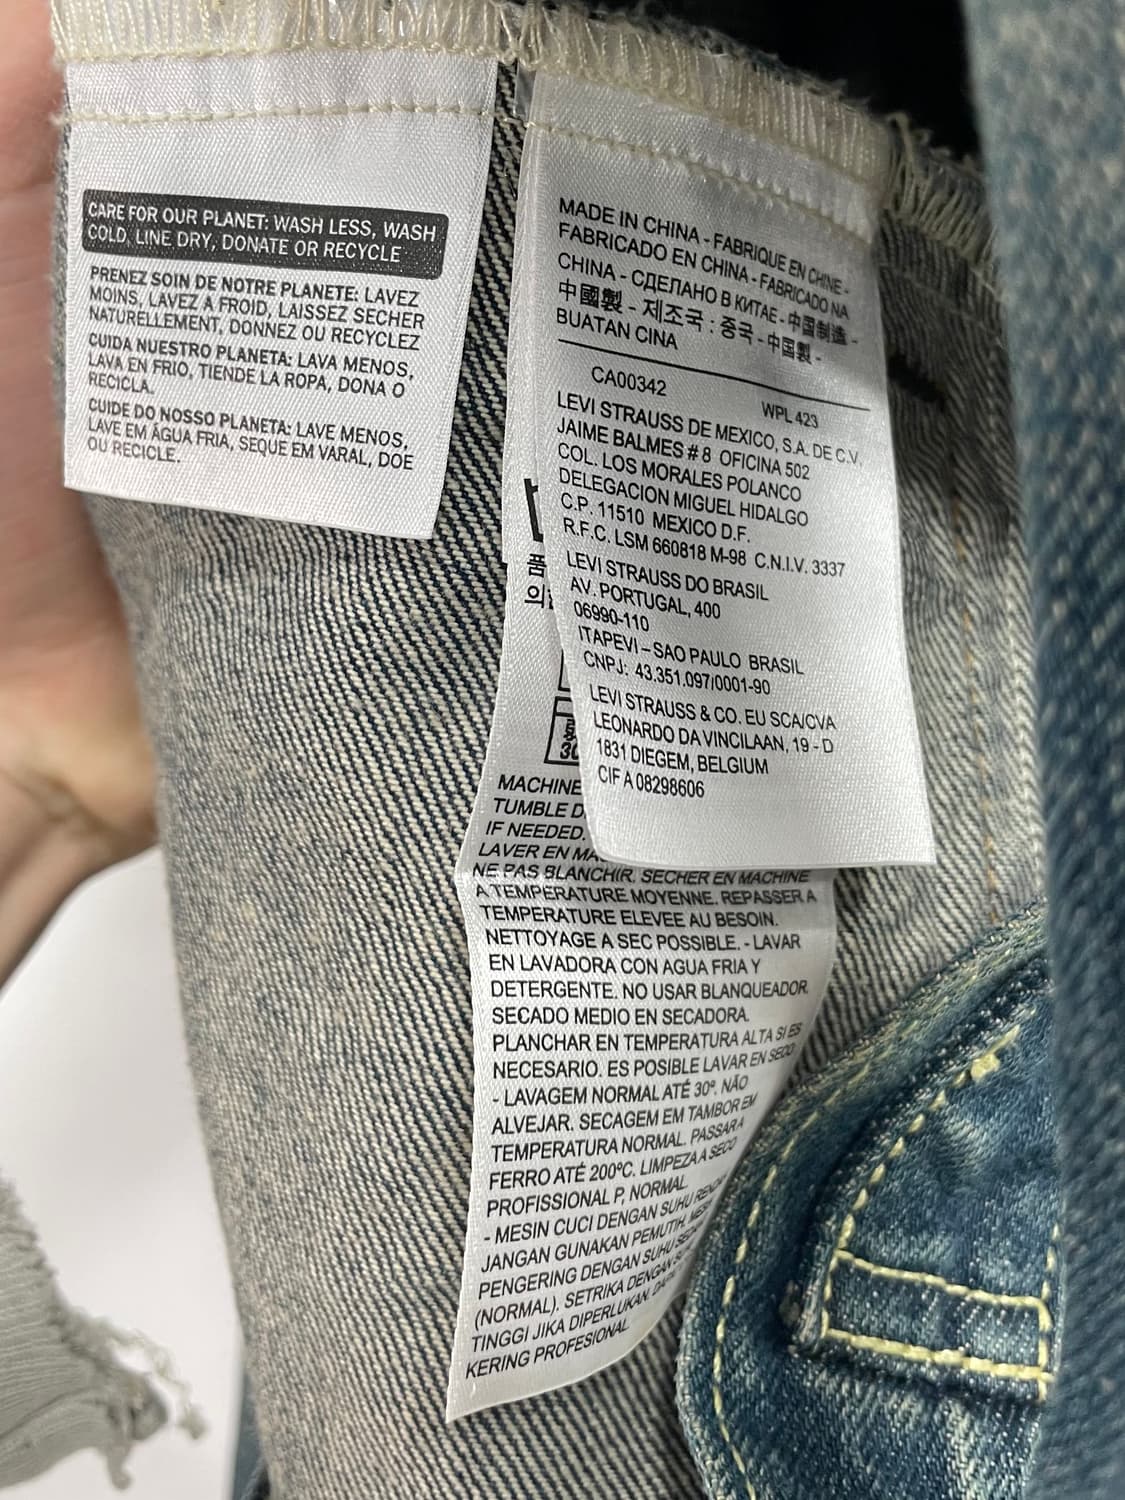 CARE FOR OUR PLANET: WASH LESS, WASH
COLD, LINE DRY, DONATE OR RECYCLE
PRENEZ SOIN DE NOTRE PLANETE: LAVEZ
MOINS, LAVEZ A FROID, LAISSEZ SECHER
NATURELLEMENT, DONNEZ OU RECYCLEZ
CUIDA NUESTRO PLANETA: LAVA MENOS,
LAVA EN FRIO, TIENDE LA ROPA, DONA O
RECICLA.
CUIDE DO NOSSO PLANETA: LAVE MENOS,
LAVE EM ÁGUA FRIA, SEQUE EM VARAL, DOE
OU RECICLE.
MADE IN CHINA - FABRIQUE EN CHINE -
FABRICADO EN CHINA - FABRICADO NA
CHINA - СДЕЛАНО В КИТАЕ - 中国制造 -
中國製 - 제조국 : 중국 - 中国製 -
BUATAN CINA
CA00342 WPL 423
LEVI STRAUSS DE MEXICO, S.A. DE C.V.
JAIME BALMES # 8 OFICINA 502
COL. LOS MORALES POLANCO
DELEGACION MIGUEL HIDALGO
C.P. 11510 MEXICO D.F.
R.F.C. LSM 660818 M-98 C.N.I.V. 3337
LEVI STRAUSS DO BRASIL
AV. PORTUGAL, 400
06990-110
ITAPEVI – SAO PAULO BRASIL
CNPJ: 43.351.097/0001-90
LEVI STRAUSS & CO. EU SCA/CVA
LEONARDO DA VINCILAAN, 19 - D
1831 DIEGEM, BELGIUM
CIF A 08298606
품
의
30
MACHINE
TUMBLE D
IF NEEDED.
LAVER EN MA
NE PAS BLANCHIR. SECHER EN MACHINE
A TEMPERATURE MOYENNE. REPASSER A
TEMPERATURE ELEVEE AU BESOIN.
NETTOYAGE A SEC POSSIBLE. - LAVAR
EN LAVADORA CON AGUA FRIA Y
DETERGENTE. NO USAR BLANQUEADOR.
SECADO MEDIO EN SECADORA.
PLANCHAR EN TEMPERATURA ALTA SI ES
NECESARIO. ES POSIBLE LAVAR EN SECO
- LAVAGEM NORMAL ATÉ 30º. NÃO
ALVEJAR. SECAGEM EM TAMBOR EM
TEMPERATURA NORMAL. PASSAR A
FERRO ATÉ 200ºC. LIMPEZA A SECO
PROFISSIONAL P, NORMAL
- MESIN CUCI DENGAN SUHU RENDAH
JANGAN GUNAKAN PEMUTIH.
PENGERING DENGAN SUHU
(NORMAL). SETRIKA DENGAN
TINGGI JIKA DIPERLUKAN.
KERING PROFESIONAL